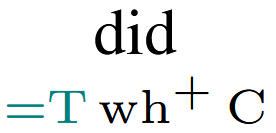 did
=T wh⁺ C